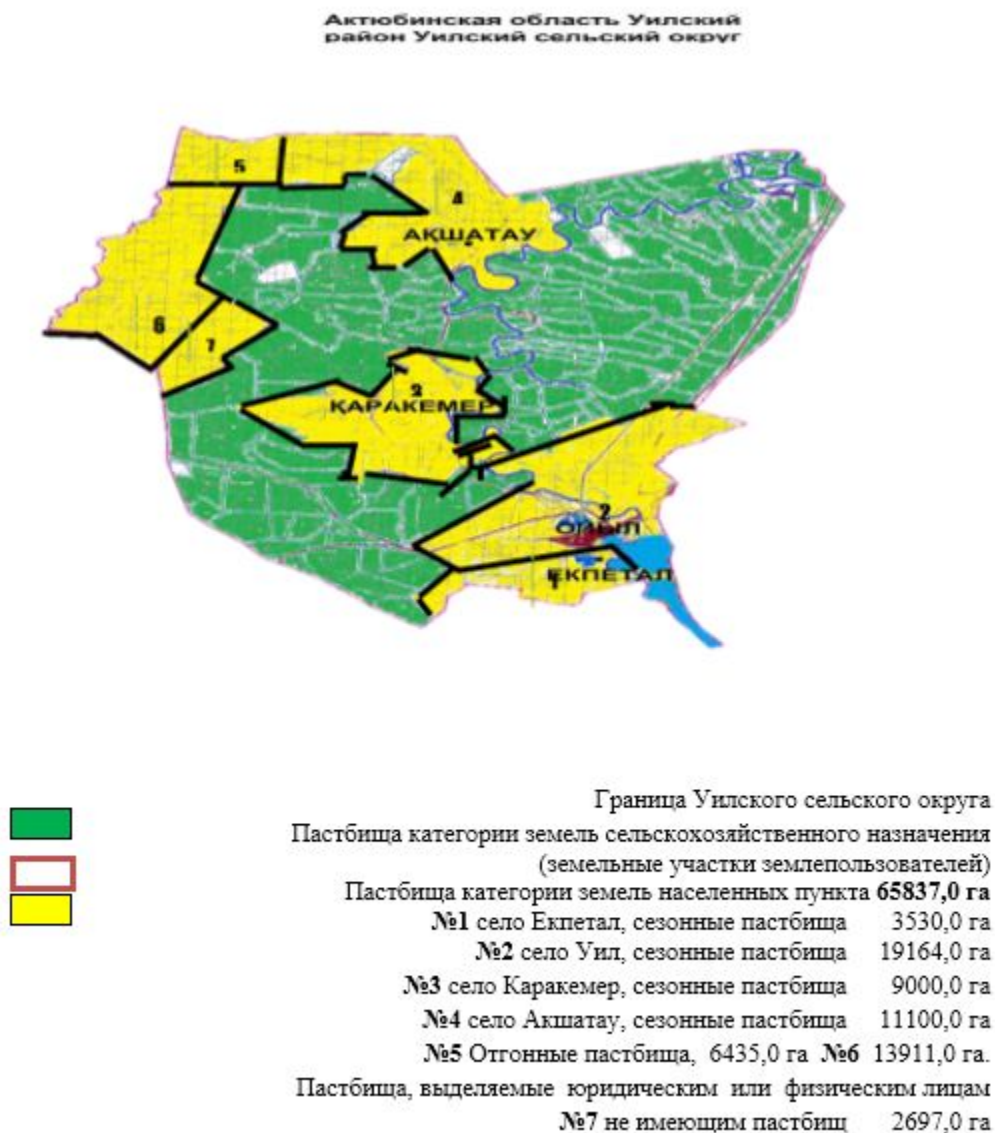 Актюбинская область Уилский
район Уилский сельский округ
5
4
АҚШАТАУ
6
7
3
ҚАРАКЕМЕР
2
ОЙЫЛ
ЕКПЕТАЛ
1
Граница Уилского сельского округа
Пастбища категории земель сельскохозяйственного назначения
(земельные участки землепользователей)
Пастбища категории земель населенных пункта 65837,0 га
№1 село Екпетал, сезонные пастбища 3530,0 га
№2 село Уил, сезонные пастбища 19164,0 га
№3 село Каракемер, сезонные пастбища 9000,0 га
№4 село Акшатау, сезонные пастбища 11100,0 га
№5 Отгонные пастбища, 6435,0 га №6 13911,0 га.
Пастбища, выделяемые юридическим или физическим лицам
№7 не имеющим пастбищ 2697,0 га